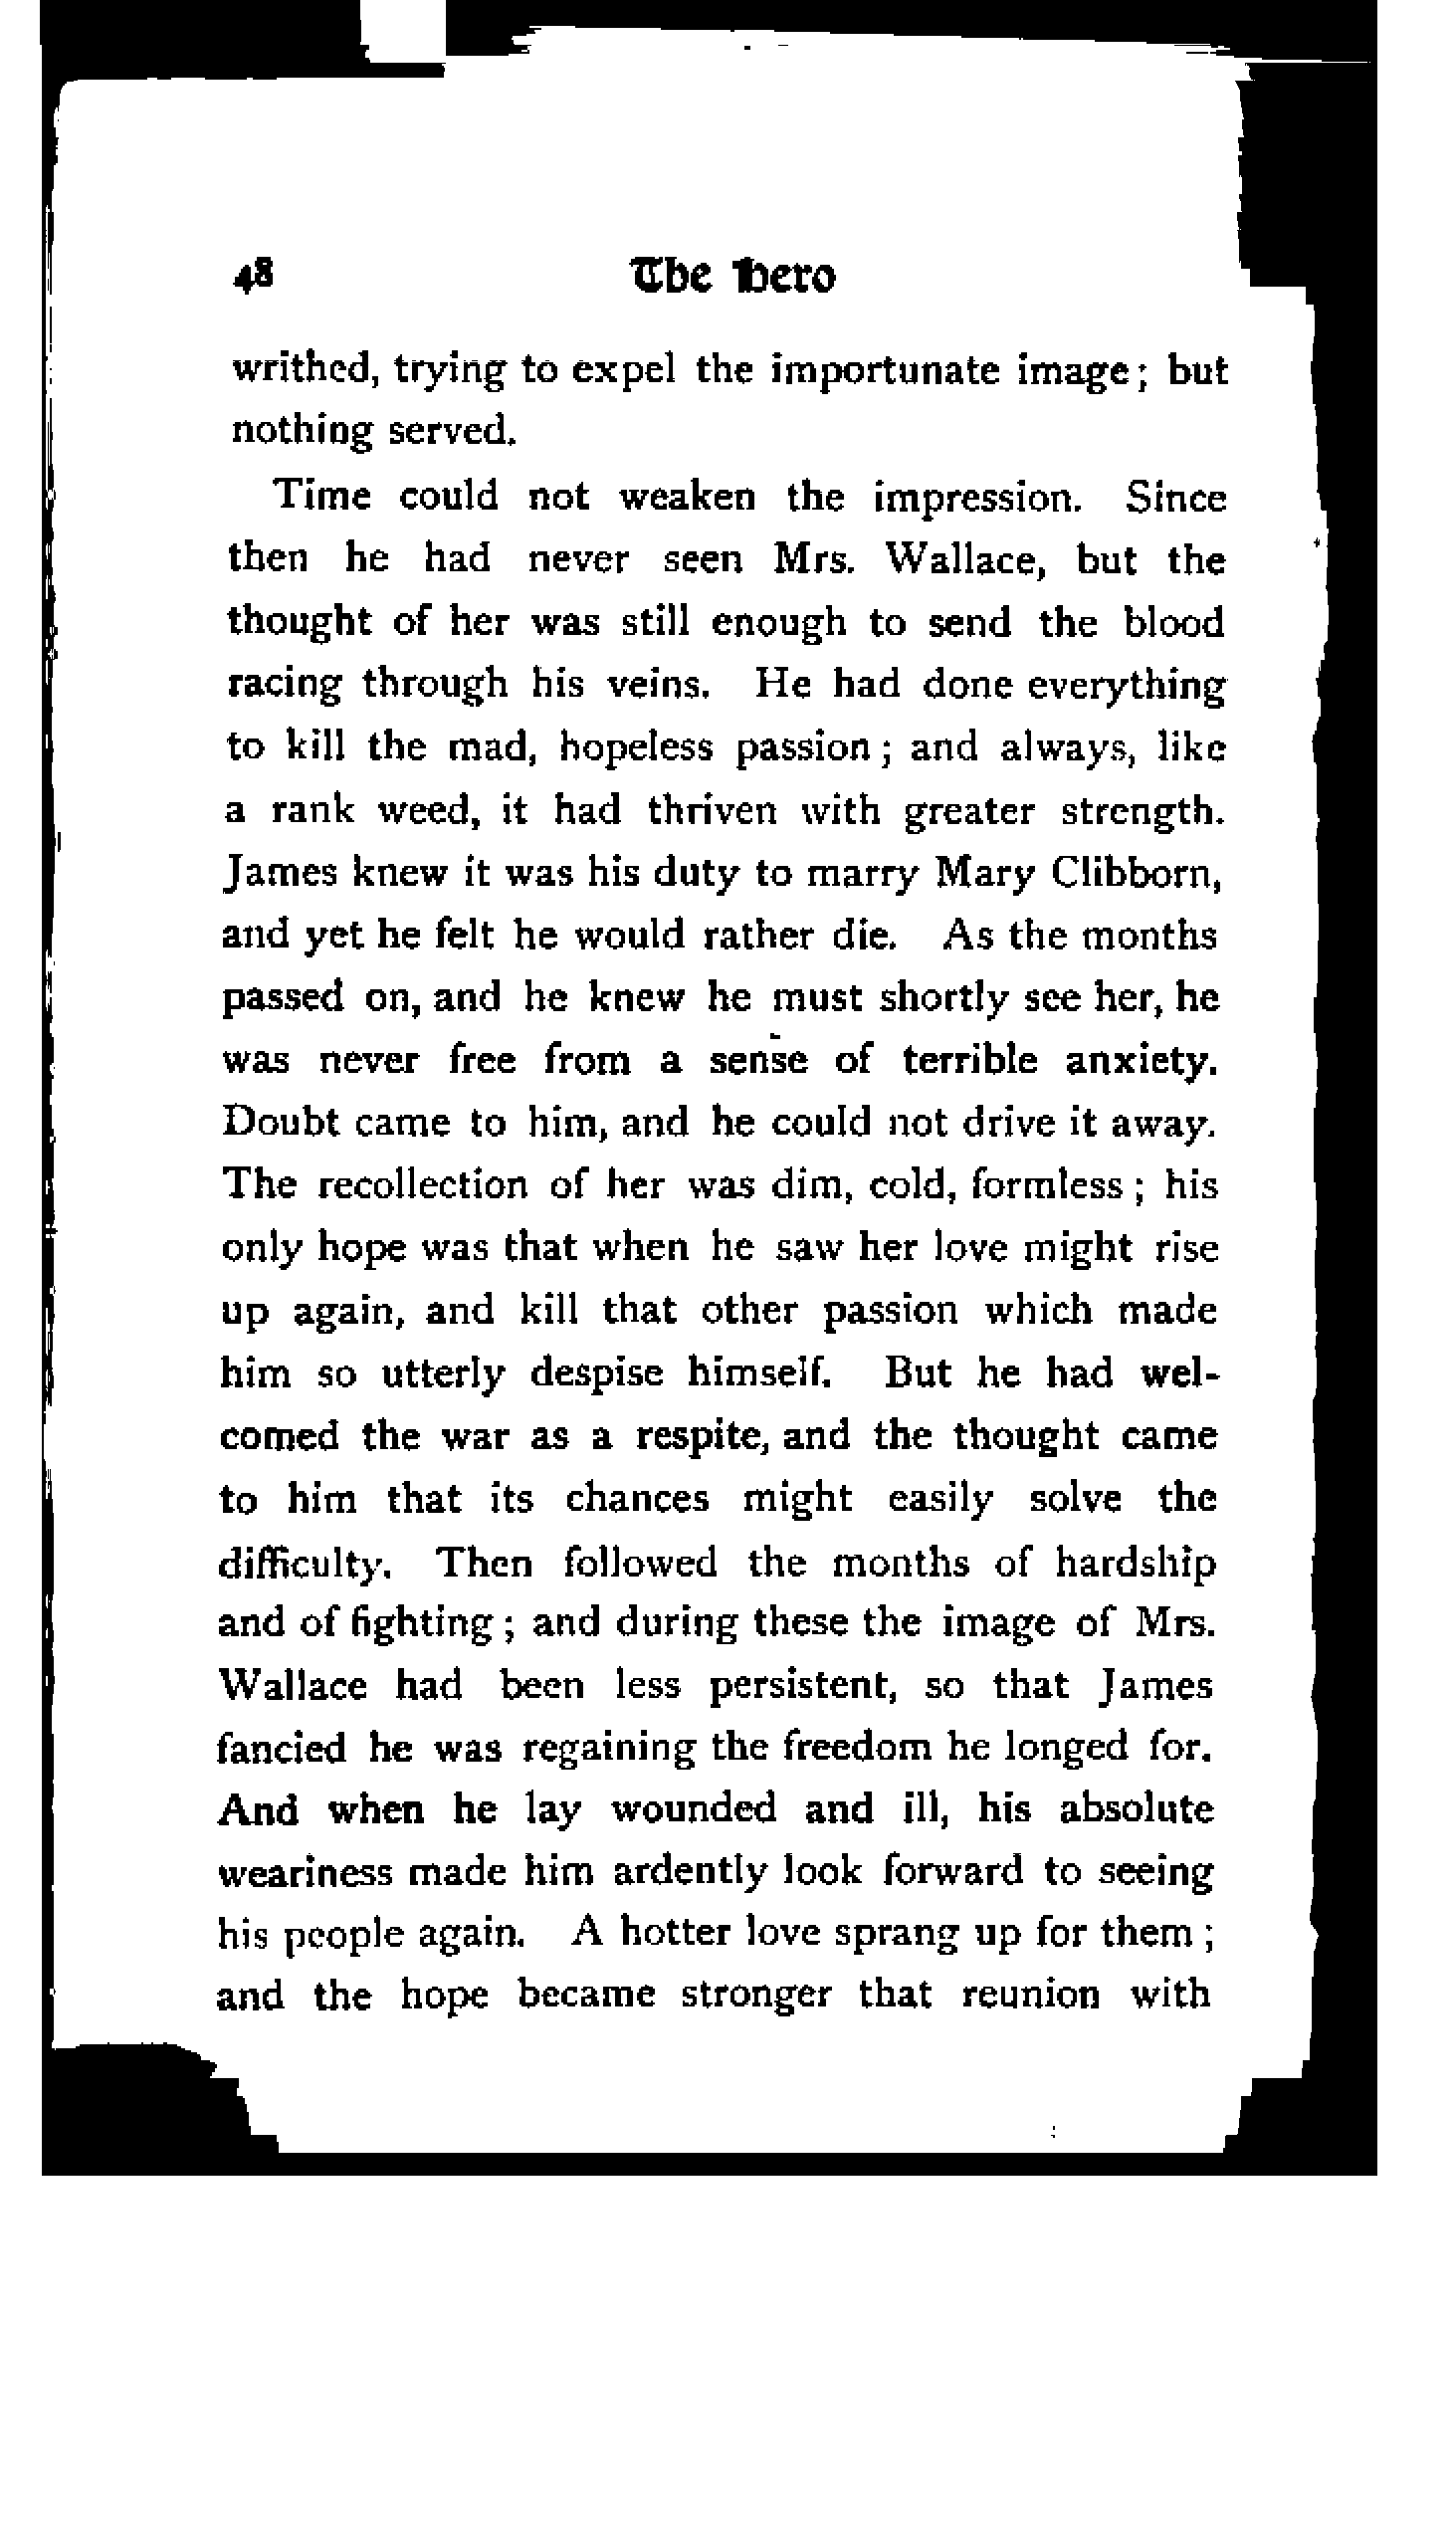 48 The Hero
writhed, trying to expel the importunate image; but
nothing served.
Time could not weaken the impression. Since
then he had never seen Mrs. Wallace, but the
thought of her was still enough to send the blood
racing through his veins. He had done everything
to kill the mad, hopeless passion; and always, like
a rank weed, it had thriven with greater strength.
James knew it was his duty to marry Mary Clibborn,
and yet he felt he would rather die. As the months
passed on, and he knew he must shortly see her, he
was never free from a sense of terrible anxiety.
Doubt came to him, and he could not drive it away.
The recollection of her was dim, cold, formless; his
only hope was that when he saw her love might rise
up again, and kill that other passion which made
him so utterly despise himself. But he had wel-
comed the war as a respite, and the thought came
to him that its chances might easily solve the
difficulty. Then followed the months of hardship
and of fighting; and during these the image of Mrs.
Wallace had been less persistent, so that James
fancied he was regaining the freedom he longed for.
And when he lay wounded and ill, his absolute
weariness made him ardently look forward to seeing
his people again. A hotter love sprang up for them;
and the hope became stronger that reunion with